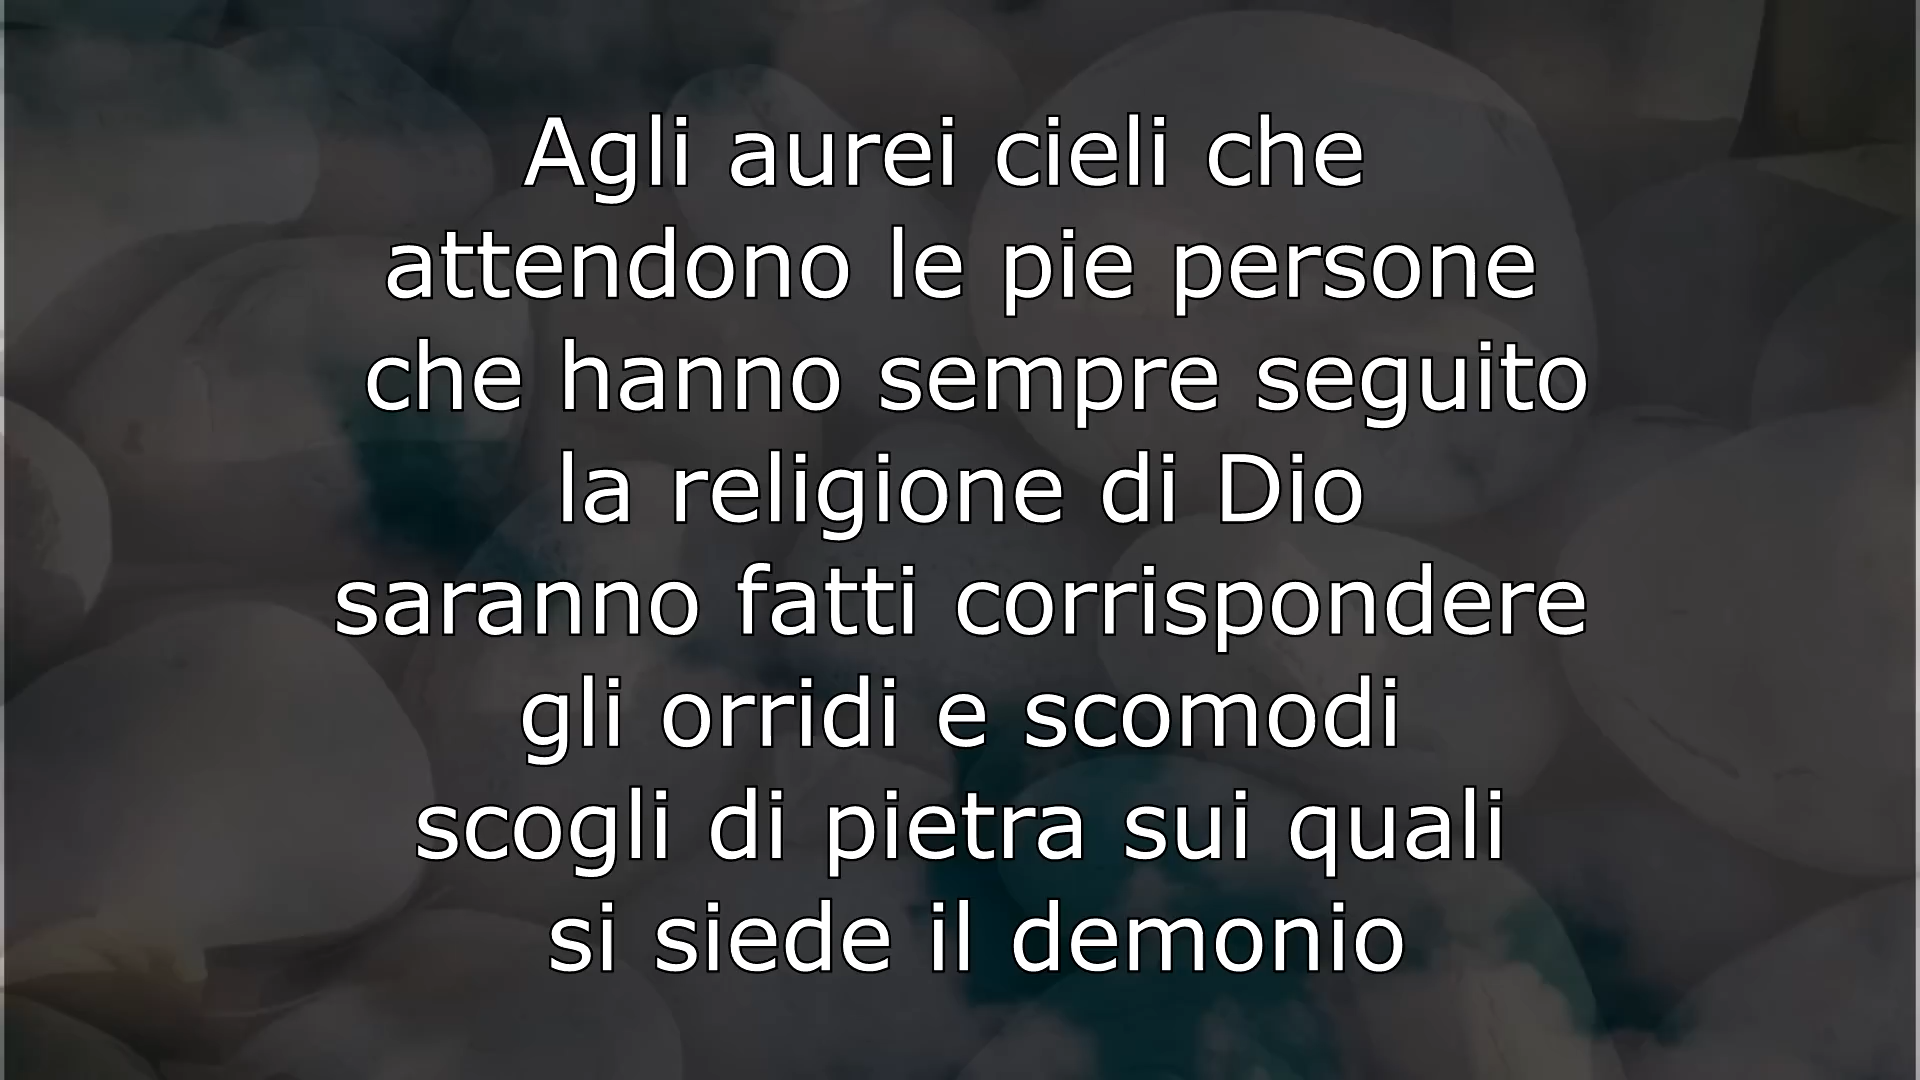 Agli aurei cieli che
attendono le pie persone
che hanno sempre seguito
la religione di Dio
saranno fatti corrispondere
gli orridi e scomodi
scogli di pietra sui quali
si siede il demonio